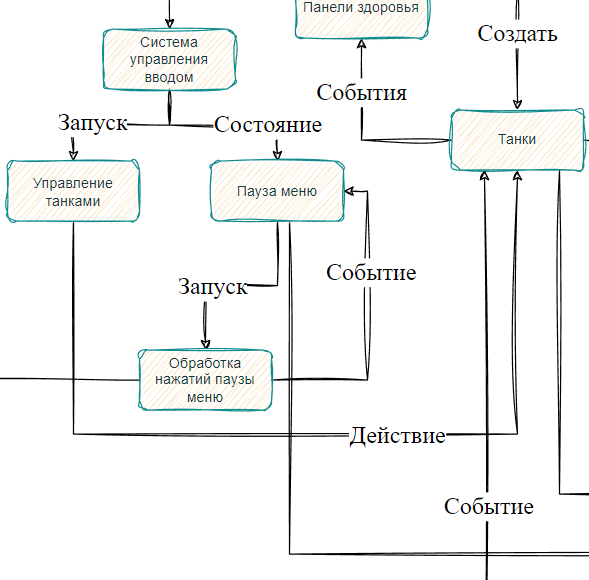 Панели здоровья
Создать
Система
управления
вводом
События
Запуск
Состояние
Танки
Управление
танками
Пауза меню
Событие
Запуск
Обработка
нажатий паузы
меню
Действие
Событие